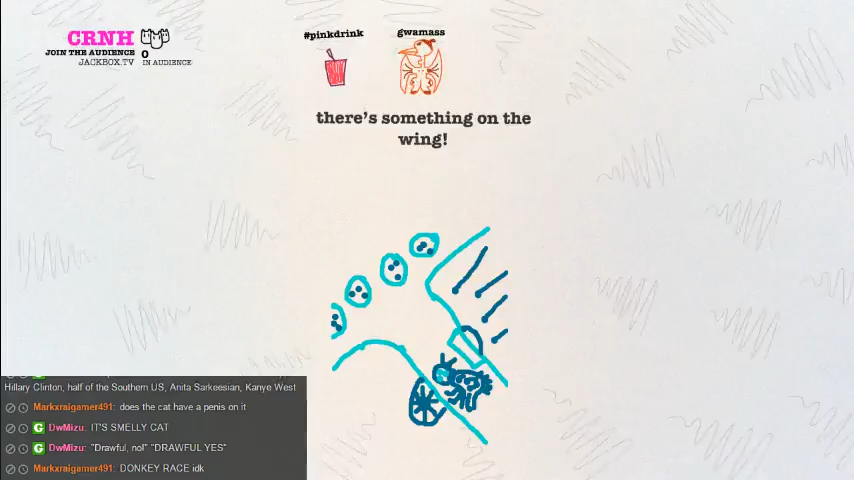 CRNH
JOIN THE AUDIENCE
JACKBOX.TV
0
IN AUDIENCE
#pinkdrink
gwamass
there's something on the
wing!
Hillary Clinton, half of the Southern US, Anita Sarkeesian, Kanye West
Markxraigamer491: does the cat have a penis on it
G DwMizu: IT'S SMELLY CAT
G DwMizu: "Drawful, no!" "DRAWFUL YES"
Markxraigamer491: DONKEY RACE idk